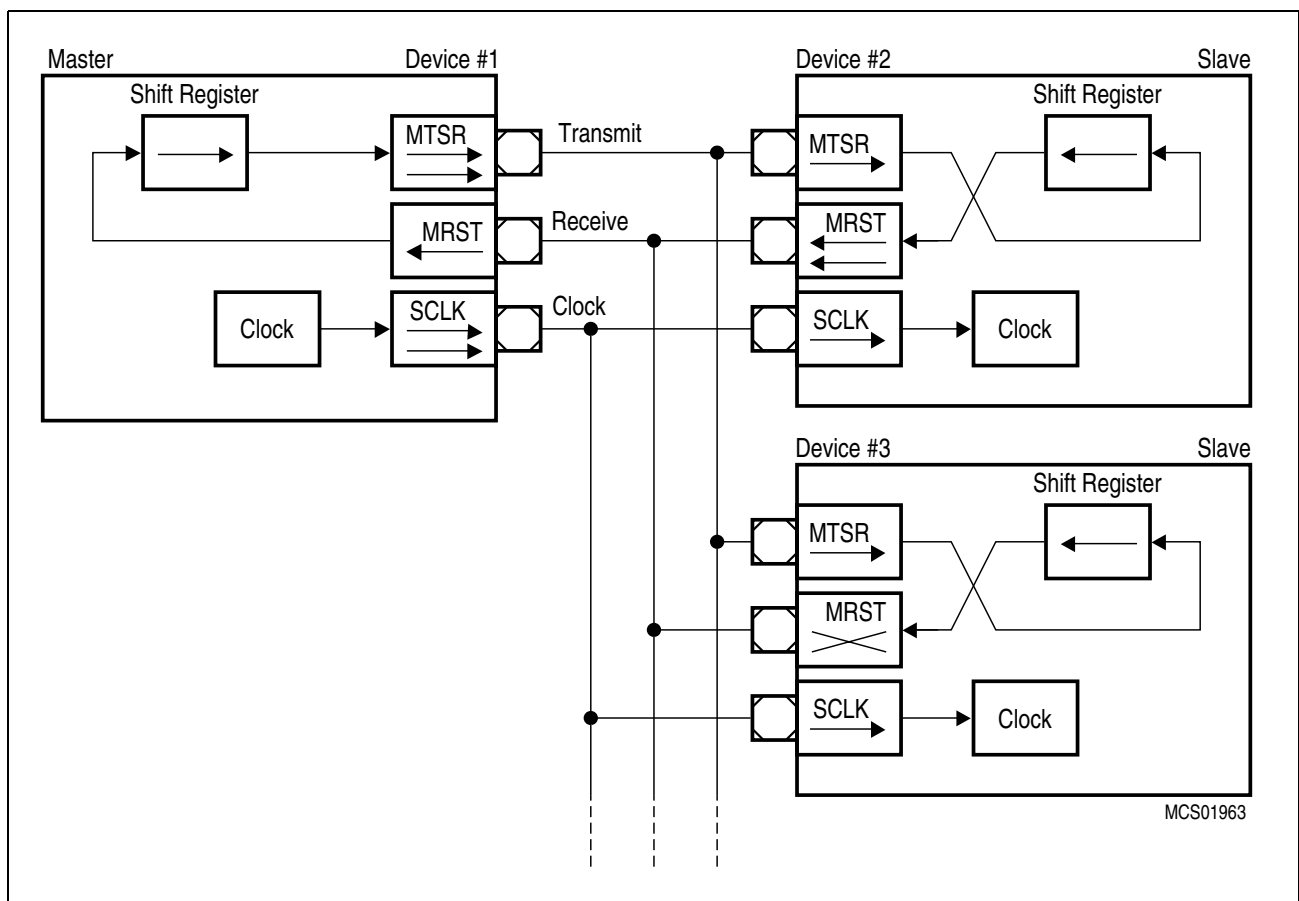 Master Device #1
Shift Register
MTSR
Transmit
MRST
Receive
Clock
SCLK
Clock
Device #2 Slave
Shift Register
MTSR
MRST
SCLK
Clock
Device #3 Slave
Shift Register
MTSR
MRST
SCLK
Clock
MCS01963